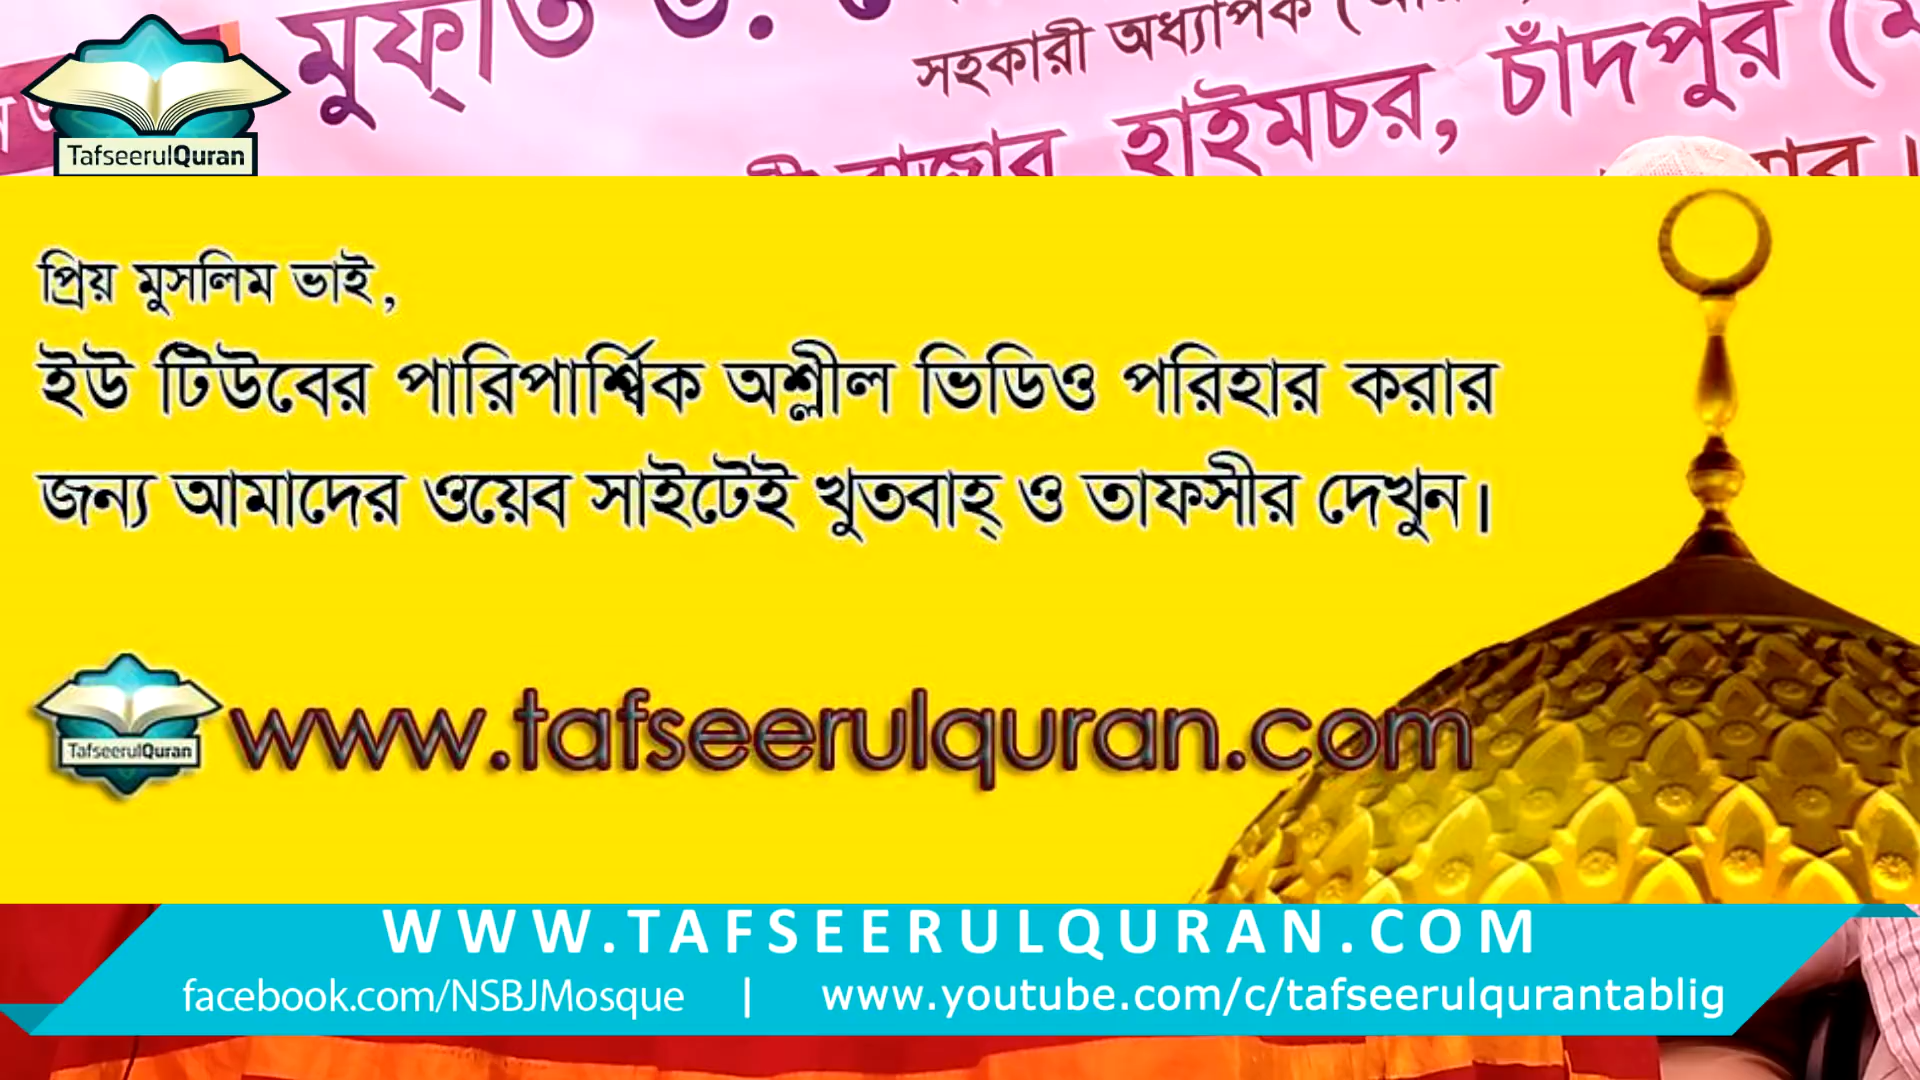 সহকারী অধ্যাপক
হাইমচর, চাঁদপুর
TafseerulQuran
প্রিয় মুসলিম ভাই,
ইউ টিউবের পারিপার্শ্বিক অশ্লীল ভিডিও পরিহার করার
জন্য আমাদের ওয়েব সাইটেই খুতবাহ্ ও তাফসীর দেখুন।
TafseerulQuran
www.tafseerulquran.com
WWW.TAFSEERULQURAN.COM
facebook.com/NSBJMosque | www.youtube.com/c/tafseerulqurantablig